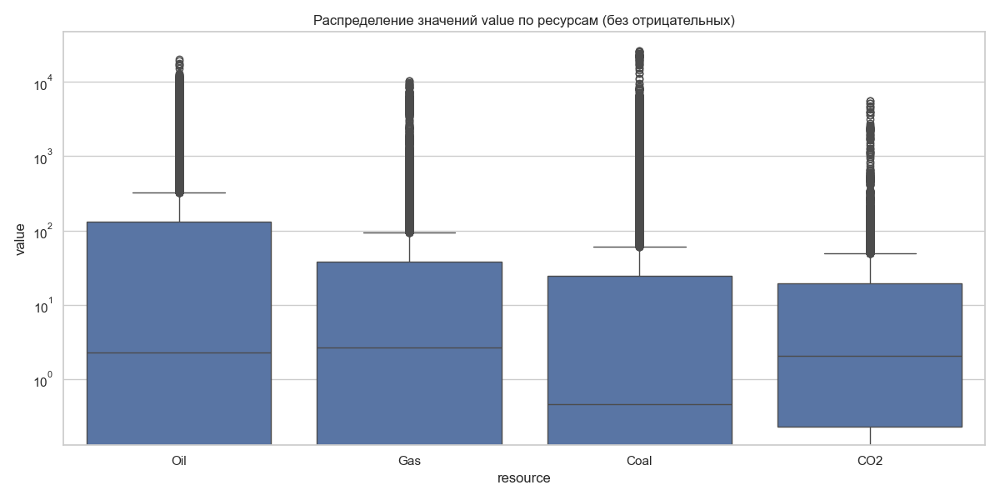 Распределение значений value по ресурсам (без отрицательных)
value
10^4
10^3
10^2
10^1
10^0
Oil Gas Coal CO2
resource